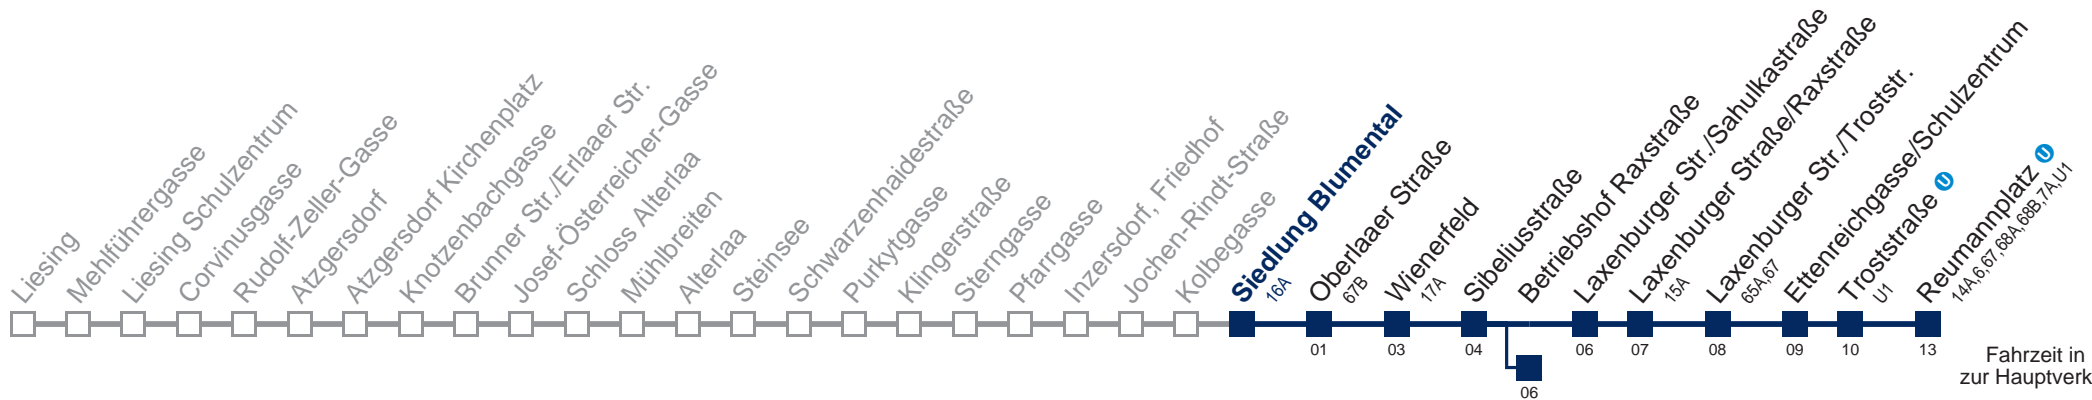 Liesing
Mehlführergasse
Liesing Schulzentrum
Corvinusgasse
Rudolf-Zeller-Gasse
Atzgersdorf
Atzgersdorf Kirchenplatz
Knotzenbachgasse
Brunner Str./Erlaaer Str.
Josef-Österreicher-Gasse
Schloss Alterlaa
Mühlbreiten
Alterlaa
Steinsee
Schwarzenhaidestraße
Purkytgasse
Klingerstraße
Sterngasse
Pfarrgasse
Inzersdorf, Friedhof
Jochen-Rindt-Straße
Kolbegasse
Siedlung Blumental
16A
Oberlaaer Straße
67B
Wienerfeld
17A
Sibeliusstraße
Betriebshof Raxstraße
Laxenburger Str./Sahulkastraße
Laxenburger Straße/Raxstraße
15A
Laxenburger Str./Troststr.
65A,67
Ettenreichgasse/Schulzentrum
Troststraße U
U1
Reumannplatz U
14A,6,67,68A,68B,7A,U1
01
03
04
06
06
07
08
09
10
13
Fahrzeit in
zur Hauptverk